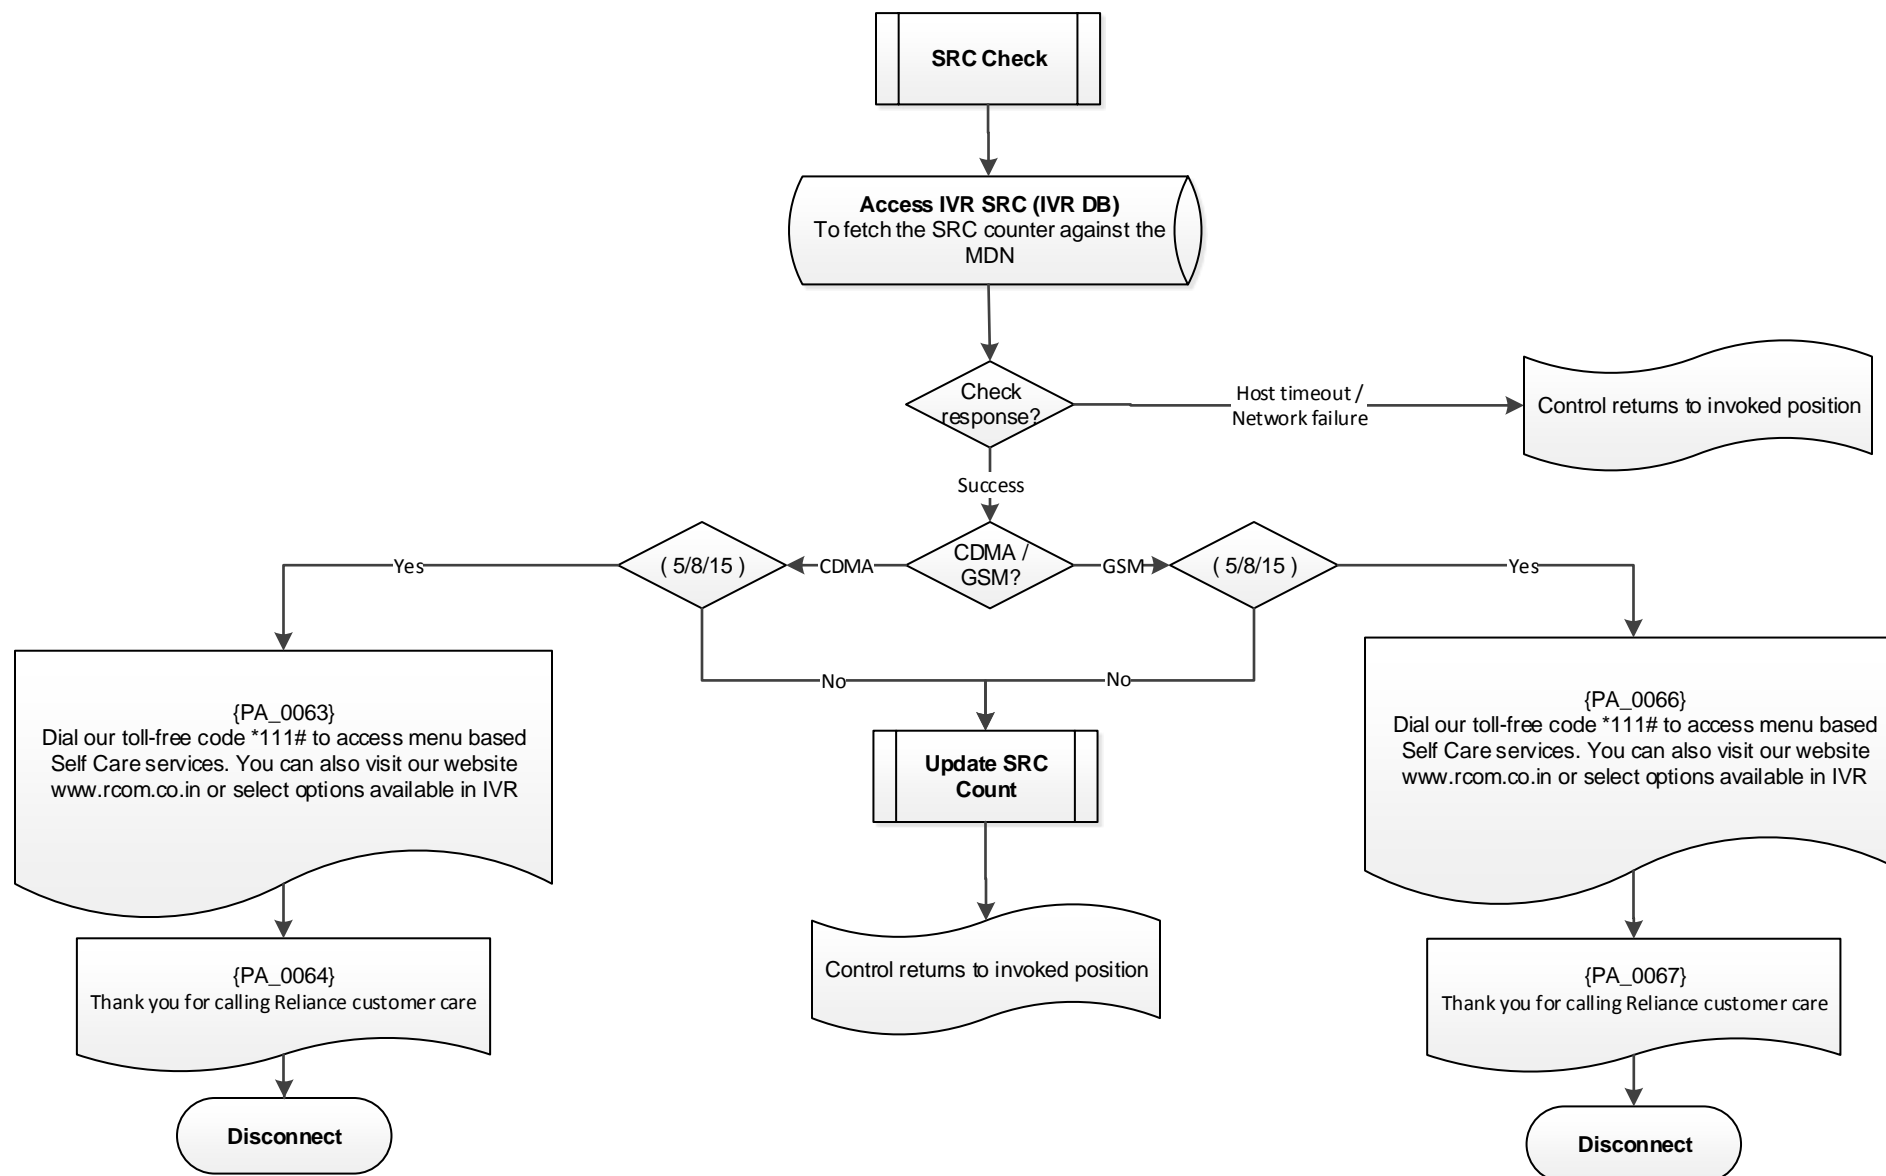 SRC Check
Access IVR SRC (IVR DB)
To fetch the SRC counter against the
MDN
Check
response?
Host timeout /
Network failure
Control returns to invoked position
Success
Yes
( 5/8/15 )
CDMA
CDMA /
GSM?
GSM
( 5/8/15 )
Yes
No
No
{PA_0063}
Dial our toll-free code *111# to access menu based
Self Care services. You can also visit our website
www.rcom.co.in or select options available in IVR
Update SRC
Count
{PA_0066}
Dial our toll-free code *111# to access menu based
Self Care services. You can also visit our website
www.rcom.co.in or select options available in IVR
{PA_0064}
Thank you for calling Reliance customer care
Control returns to invoked position
{PA_0067}
Thank you for calling Reliance customer care
Disconnect
Disconnect